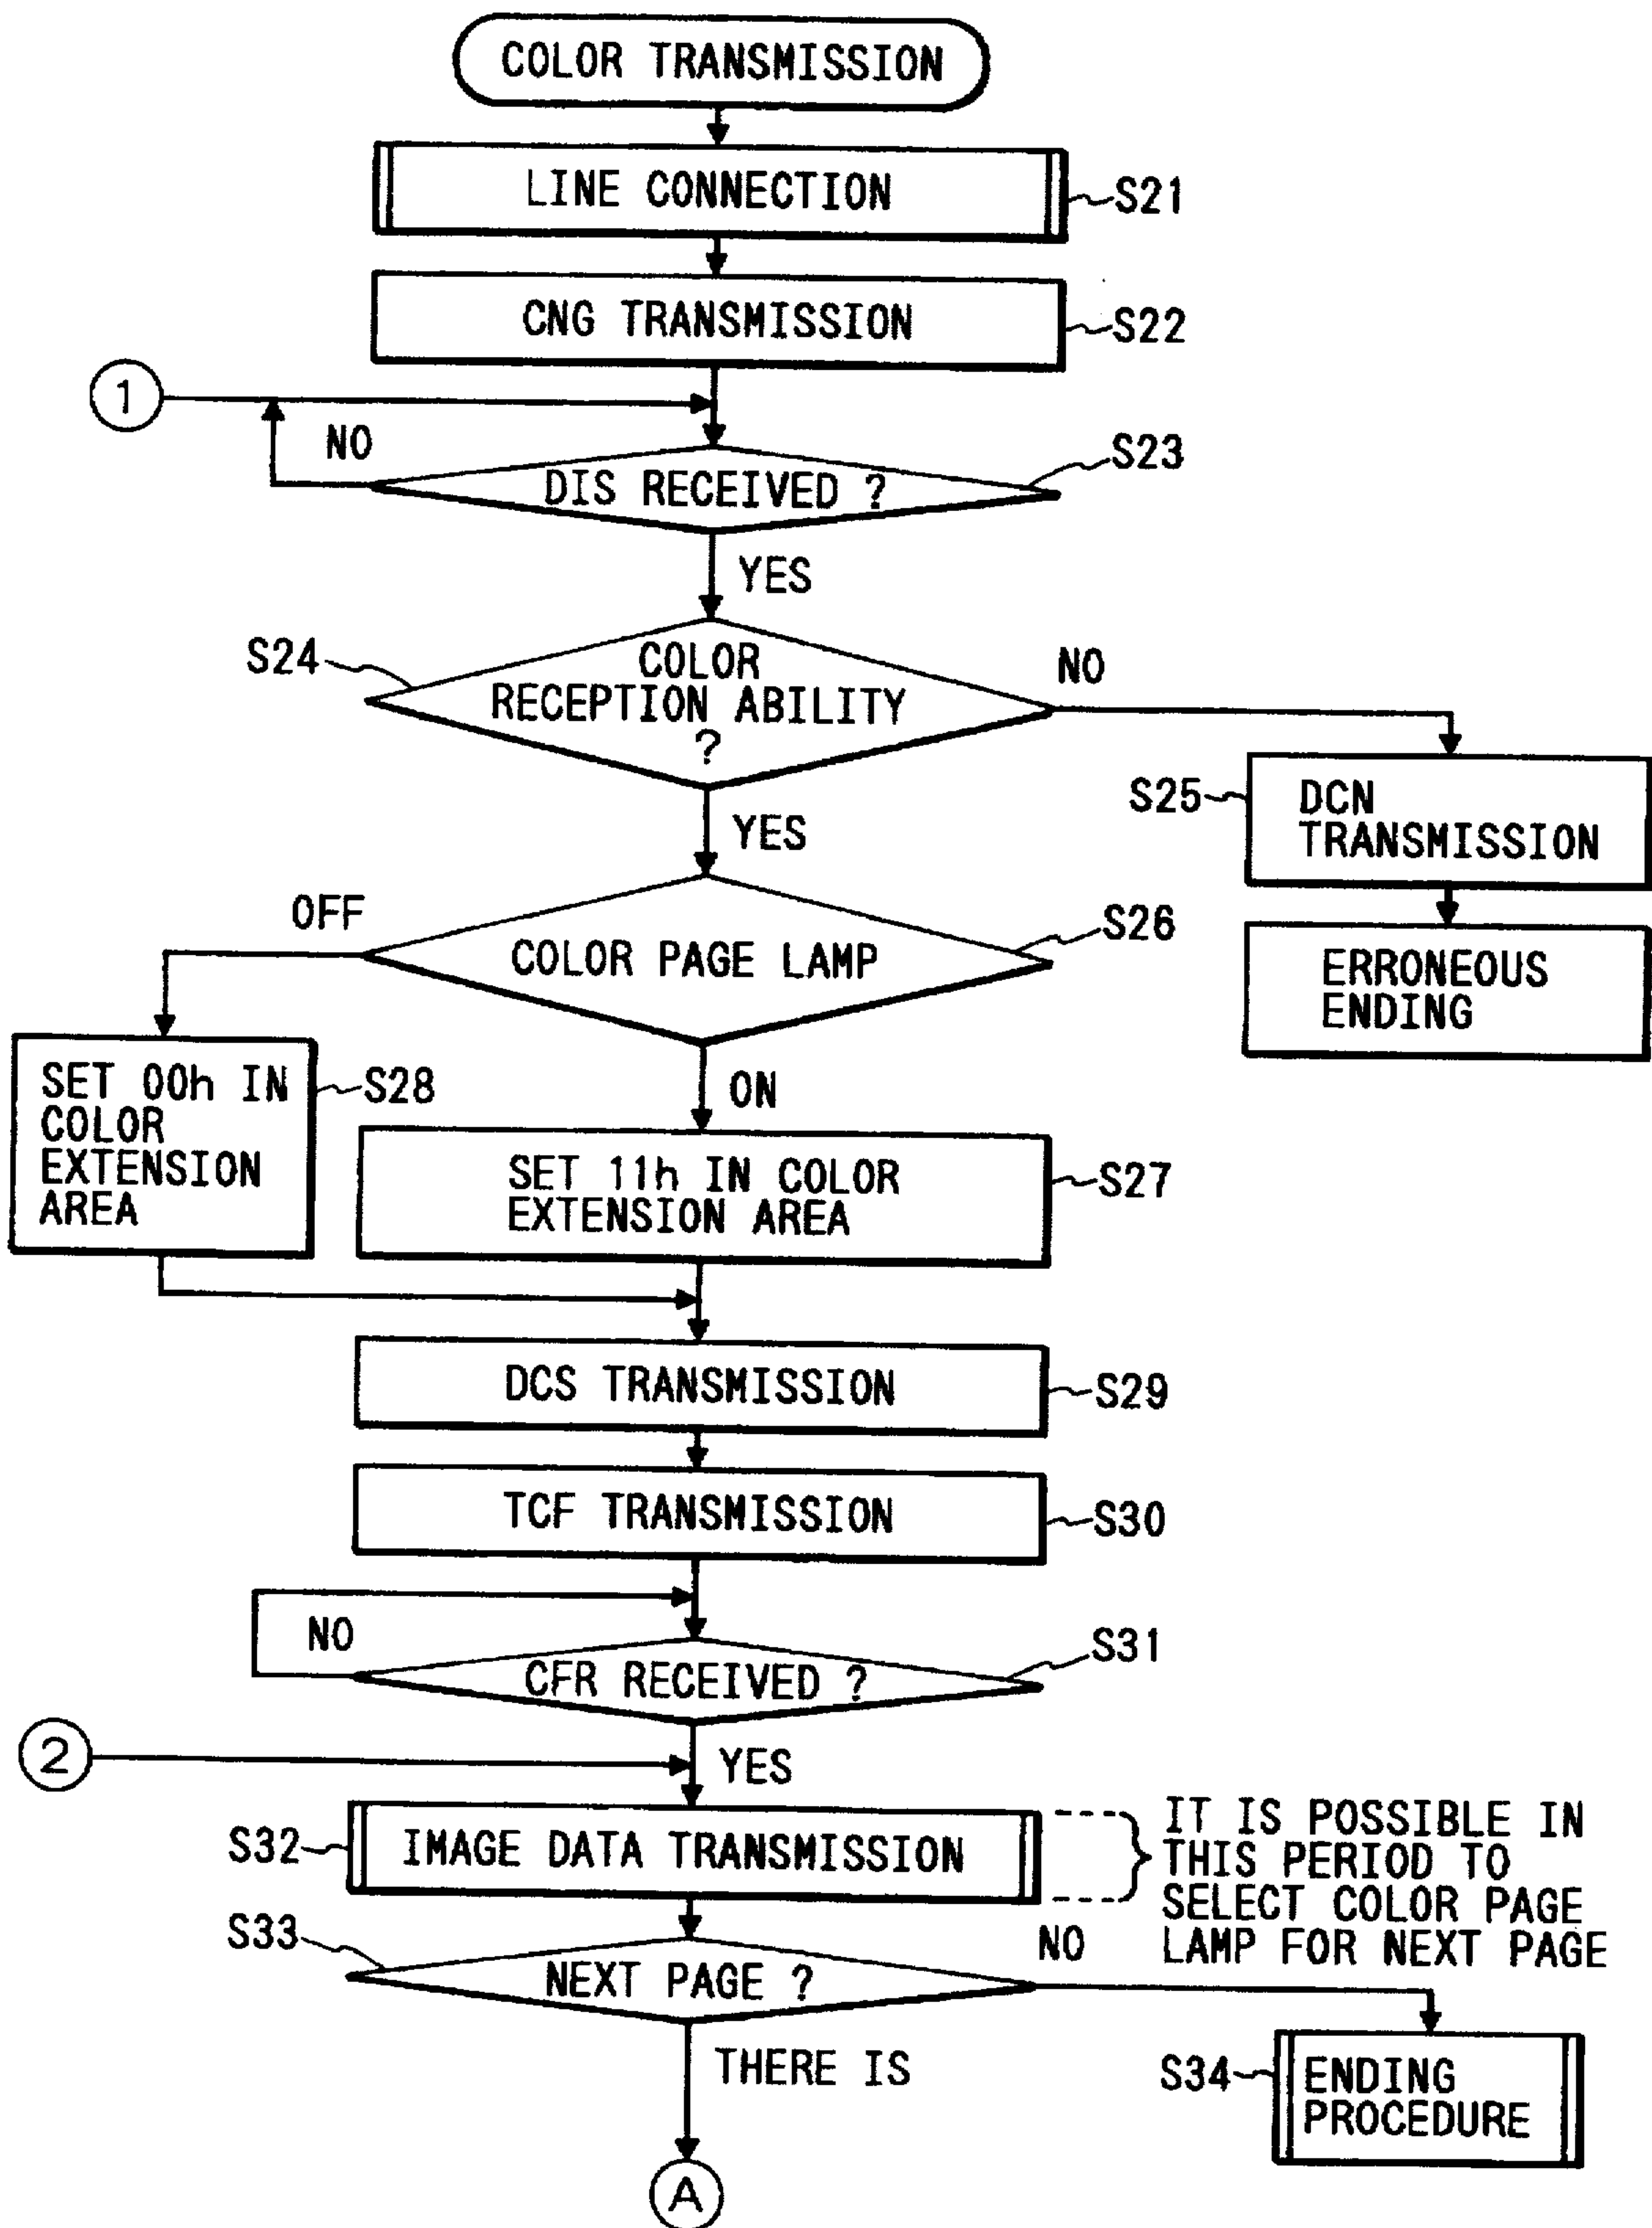 COLOR TRANSMISSION
LINE CONNECTION
S21
CNG TRANSMISSION
S22
1
NO
DIS RECEIVED ?
S23
YES
S24
COLOR
RECEPTION ABILITY
?
NO
S25
DCN
TRANSMISSION
YES
ERRONEOUS
ENDING
OFF
COLOR PAGE LAMP
S26
SET 00h IN
COLOR
EXTENSION
AREA
S28
ON
SET 11h IN COLOR
EXTENSION AREA
S27
DCS TRANSMISSION
S29
TCF TRANSMISSION
S30
NO
CFR RECEIVED ?
S31
2
YES
S32
IMAGE DATA TRANSMISSION
IT IS POSSIBLE IN
THIS PERIOD TO
SELECT COLOR PAGE
LAMP FOR NEXT PAGE
S33
NEXT PAGE ?
NO
THERE IS
S34
ENDING
PROCEDURE
A